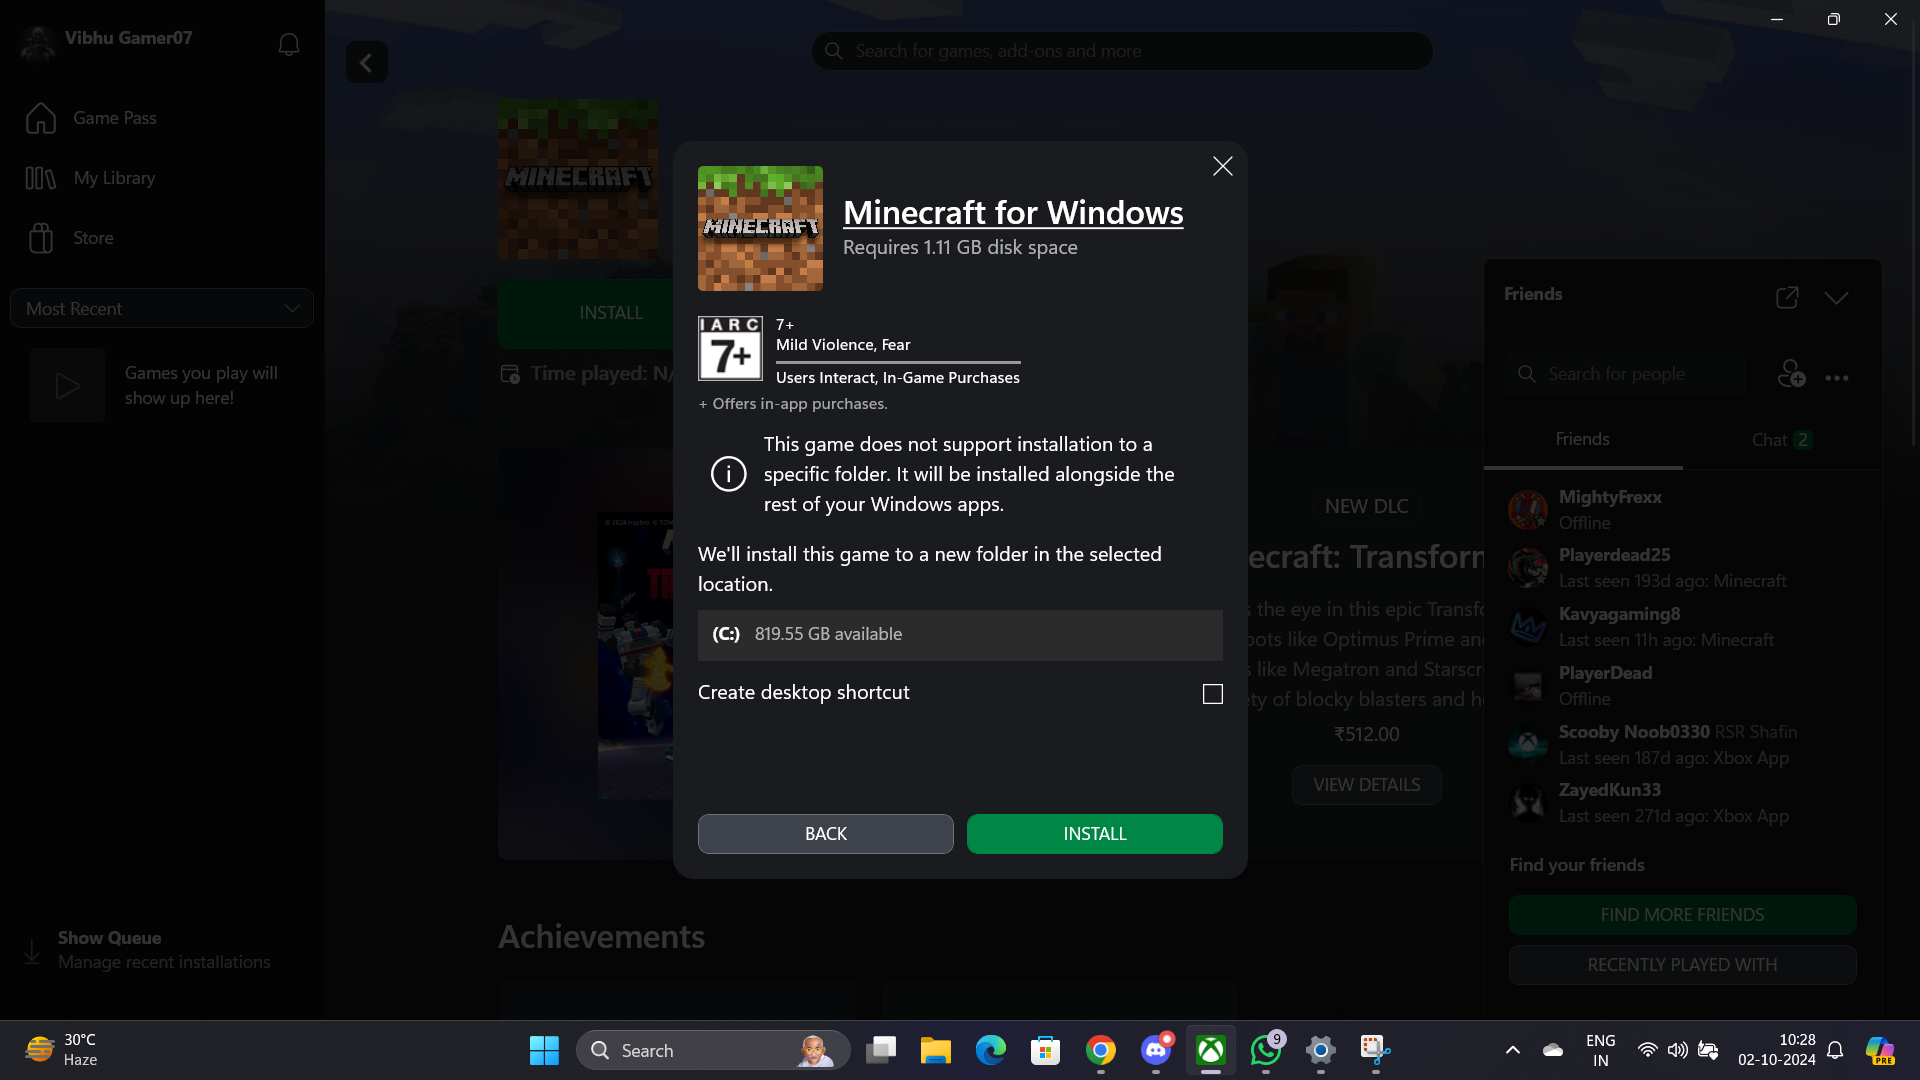 Vibhu Gamer07
Game Pass
My Library
Store
Most Recent
Games you play will
show up here!
Show Queue
Manage recent installations
Search for games, add-ons and more
MINECRAFT
INSTALL
Time played: N/
© 2024 Hasbro
Achievements
MINECRAFT
Minecraft for Windows
Requires 1.11 GB disk space
IARC
7+
7+
Mild Violence, Fear
Users Interact, In-Game Purchases
+ Offers in-app purchases.
This game does not support installation to a
specific folder. It will be installed alongside the
rest of your Windows apps.
We'll install this game to a new folder in the selected
location.
(C:) 819.55 GB available
Create desktop shortcut
BACK
INSTALL
NEW DLC
ecraft: Transform
s the eye in this epic Transfo
bots like Optimus Prime an
s like Megatron and Starscr
ety of blocky blasters and h
₹512.00
VIEW DETAILS
Friends
Search for people
Friends
Chat 2
MightyFrexx
Offline
Playerdead25
Last seen 193d ago: Minecraft
Kavyagaming8
Last seen 11h ago: Minecraft
PlayerDead
Offline
Scooby Noob0330 RSR Shafin
Last seen 187d ago: Xbox App
ZayedKun33
Last seen 271d ago: Xbox App
Find your friends
FIND MORE FRIENDS
RECENTLY PLAYED WITH
30°C
Haze
Search
9
ENG
IN
10:28
02-10-2024
PRE